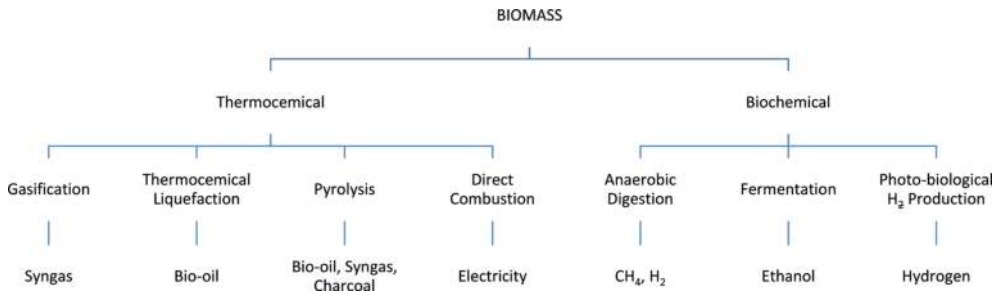 BIOMASS
Thermocemical
Biochemical
Gasification
Thermocemical
Liquefaction
Pyrolysis
Direct
Combustion
Anaerobic
Digestion
Fermentation
Photo-biological
H₂ Production
Syngas
Bio-oil
Bio-oil, Syngas,
Charcoal
Electricity
CH₄, H₂
Ethanol
Hydrogen